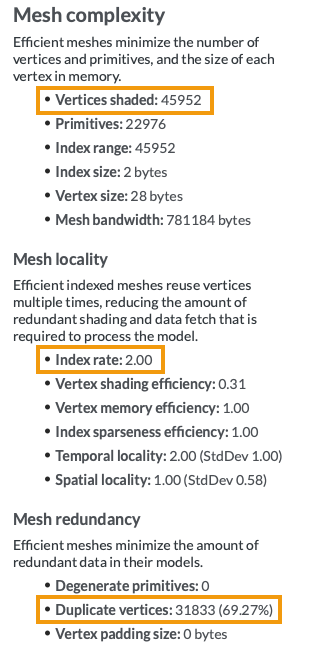 Mesh complexity
Efficient meshes minimize the number of
vertices and primitives, and the size of each
vertex in memory.
• Vertices shaded: 45952
• Primitives: 22976
• Index range: 45952
• Index size: 2 bytes
• Vertex size: 28 bytes
• Mesh bandwidth: 781184 bytes
Mesh locality
Efficient indexed meshes reuse vertices
multiple times, reducing the amount of
redundant shading and data fetch that is
required to process the model.
• Index rate: 2.00
• Vertex shading efficiency: 0.31
• Vertex memory efficiency: 1.00
• Index sparseness efficiency: 1.00
• Temporal locality: 2.00 (StdDev 1.00)
• Spatial locality: 1.00 (StdDev 0.58)
Mesh redundancy
Efficient meshes minimize the amount of
redundant data in their models.
• Degenerate primitives: 0
• Duplicate vertices: 31833 (69.27%)
• Vertex padding size: 0 bytes